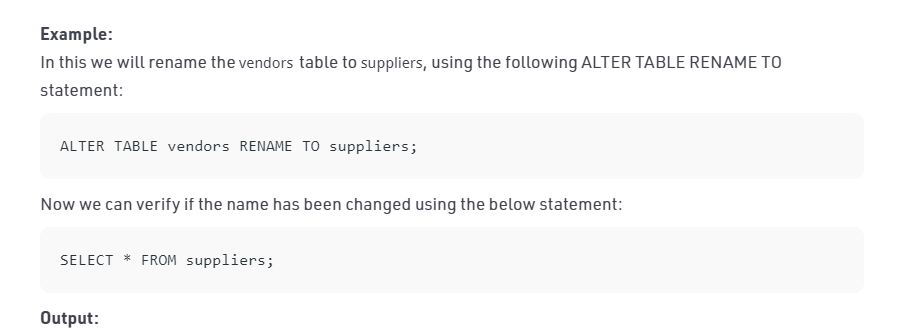 Example:
In this we will rename the vendors table to suppliers, using the following ALTER TABLE RENAME TO
statement:
ALTER TABLE vendors RENAME TO suppliers;
Now we can verify if the name has been changed using the below statement:
SELECT * FROM suppliers;
Output: